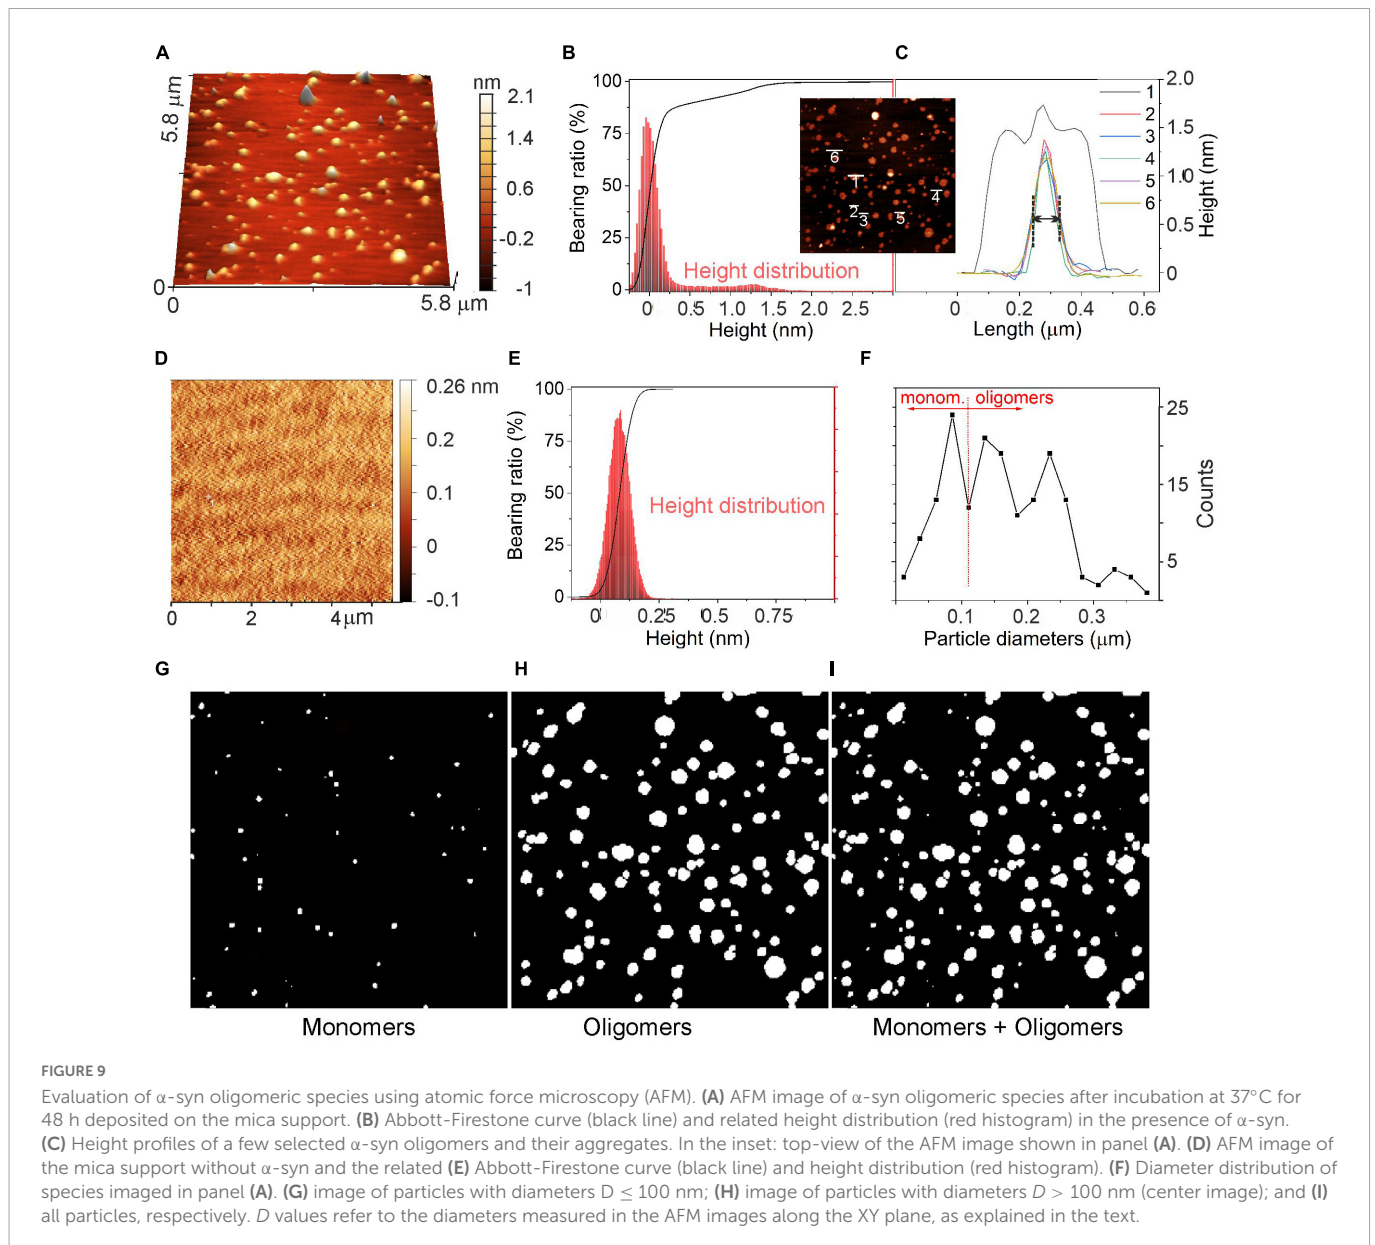 A
5.8 μm
0
0
5.8
μm
nm
2.1
1.4
0.6
-0.2
-1
B
Bearing ratio (%)
100
75
50
25
0
Height distribution
0
0.5
1.0
1.5
2.0
2.5
Height (nm)
6
1
2
3
5
4
C
1
2
3
4
5
6
2.0
1.5
1.0
0.5
0
Height (nm)
0
0.2
0.4
0.6
Length (μm)
D
0.26 nm
0.2
0.1
0
-0.1
0
2
4
μm
E
Bearing ratio (%)
100
75
50
25
0
Height distribution
0
0.25
0.5
0.75
Height (nm)
F
monom.
oligomers
25
15
5
Counts
0.1
0.2
0.3
Particle diameters (μm)
G
H
I
Monomers
Oligomers
Monomers + Oligomers
FIGURE 9
Evaluation of α-syn oligomeric species using atomic force microscopy (AFM). (A) AFM image of α-syn oligomeric species after incubation at 37°C for
48 h deposited on the mica support. (B) Abbott-Firestone curve (black line) and related height distribution (red histogram) in the presence of α-syn.
(C) Height profiles of a few selected α-syn oligomers and their aggregates. In the inset: top-view of the AFM image shown in panel (A). (D) AFM image of
the mica support without α-syn and the related (E) Abbott-Firestone curve (black line) and height distribution (red histogram). (F) Diameter distribution of
species imaged in panel (A). (G) image of particles with diameters D ≤ 100 nm; (H) image of particles with diameters D > 100 nm (center image); and (I)
all particles, respectively. D values refer to the diameters measured in the AFM images along the XY plane, as explained in the text.